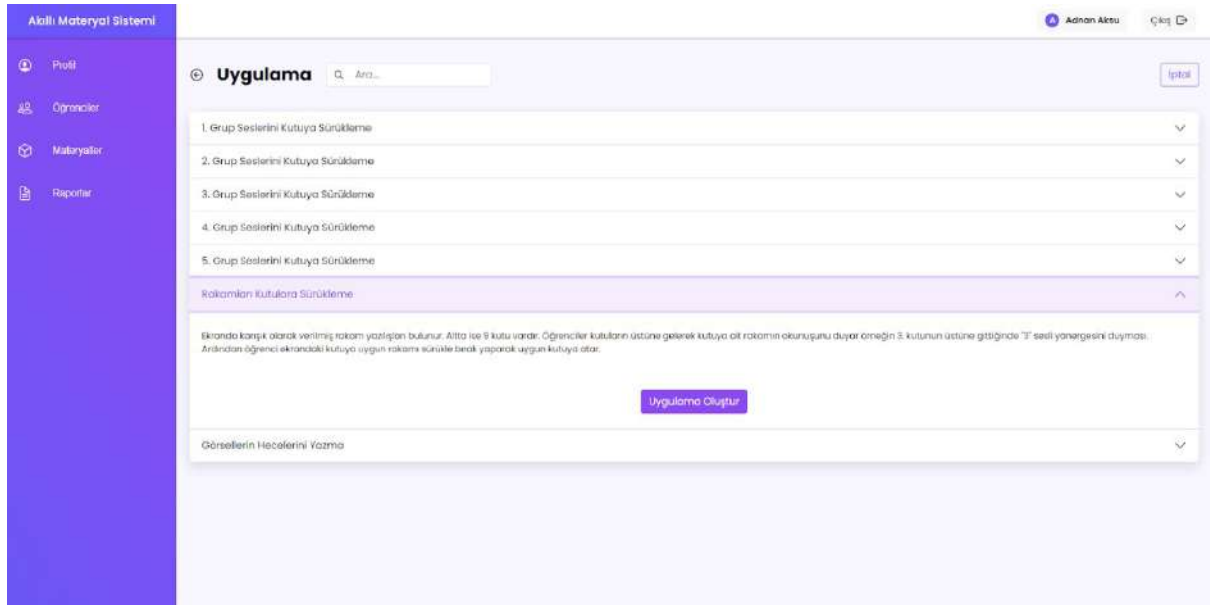 Akıllı Materyal Sistemi
A Adnan Aksu Çıkış
Profil
Öğrenciler
Materyaller
Raporlar
Uygulama Ara...
İptal
1. Grup Seslerini Kutuya Sürükleme
2. Grup Seslerini Kutuya Sürükleme
3. Grup Seslerini Kutuya Sürükleme
4. Grup Seslerini Kutuya Sürükleme
5. Grup Seslerini Kutuya Sürükleme
Rakamları Kutulara Sürükleme
Ekranda karışık olarak verilmiş rakam yazılışları bulunur. Altta ise 9 kutu vardır. Öğrenciler kutuların üstüne gelerek kutuya ait rakamın okunuşunu duyar örneğin 3. kutunun üstüne gittiğinde "3" sesli yönergesini duyması.
Ardından öğrenci ekrandaki kutuya uygun rakamı sürükle bırak yaparak uygun kutuya atar.
Uygulama Oluştur
Görsellerin Hecelerini Yazma